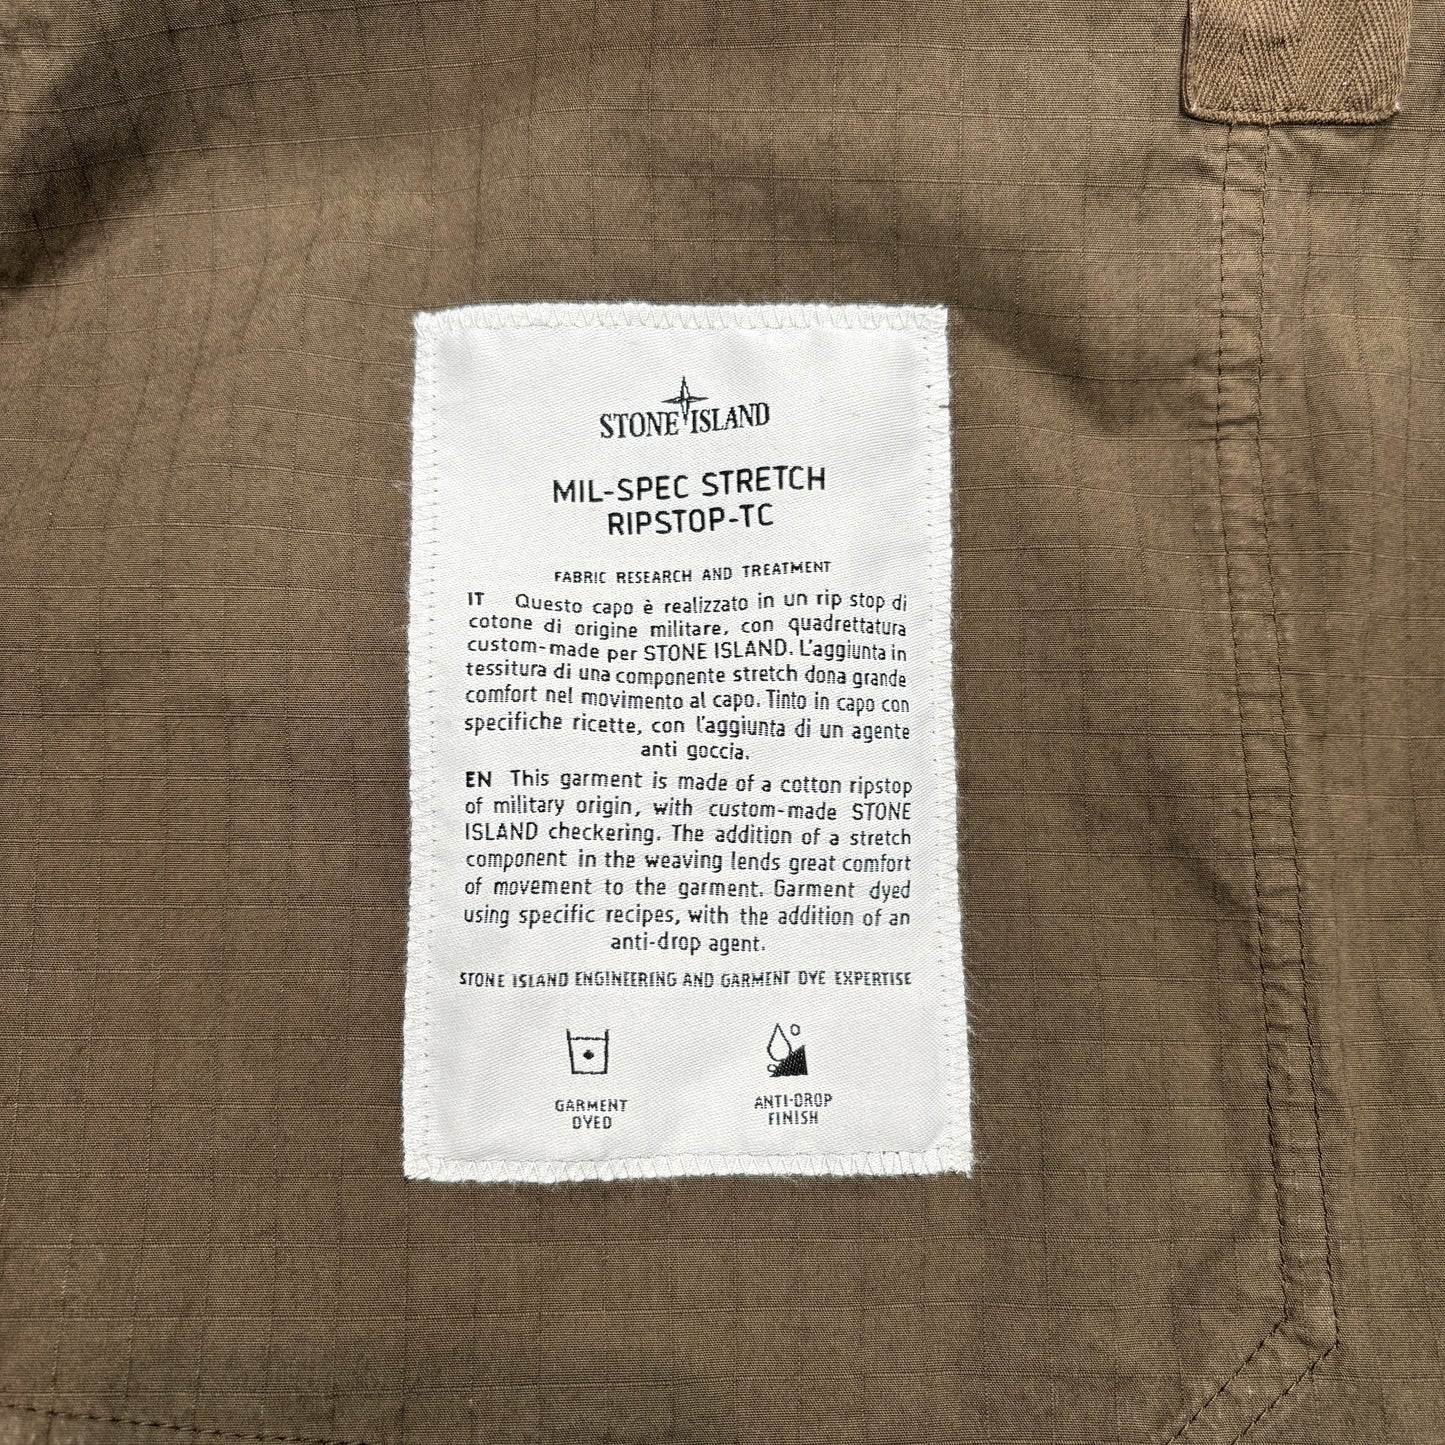 STONE ISLAND
MIL-SPEC STRETCH
RIPSTOP-TC
FABRIC RESEARCH AND TREATMENT
IT Questo capo è realizzato in un rip stop di
cotone di origine militare, con quadrettatura
custom-made per STONE ISLAND. L'aggiunta in
tessitura di una componente stretch dona grande
comfort nel movimento al capo. Tinto in capo con
specifiche ricette, con l'aggiunta di un agente
anti goccia.
EN This garment is made of a cotton ripstop
of military origin, with custom-made STONE
ISLAND checkering. The addition of a stretch
component in the weaving lends great comfort
of movement to the garment. Garment dyed
using specific recipes, with the addition of an
anti-drop agent.
STONE ISLAND ENGINEERING AND GARMENT DYE EXPERTISE
GARMENT
DYED
ANTI-DROP
FINISH